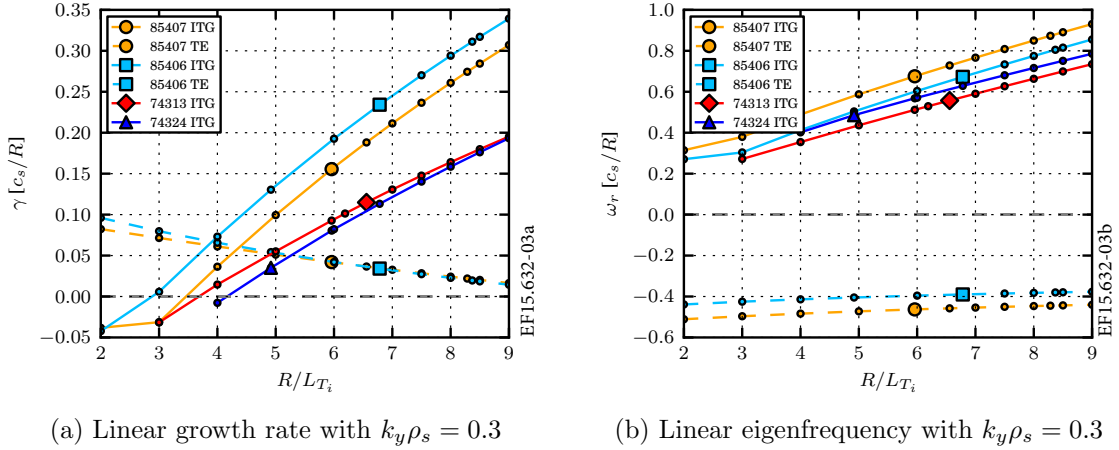 0.35
0.30
0.25
0.20
0.15
0.10
0.05
0.00
−0.05
γ [c_s/R]
85407 ITG
85407 TE
85406 ITG
85406 TE
74313 ITG
74324 ITG
2 3 4 5 6 7 8 9
R/L_{T_i}
EF15.632-03a
(a) Linear growth rate with k_yρ_s = 0.3
1.0
0.8
0.6
0.4
0.2
0.0
−0.2
−0.4
−0.6
ω_r [c_s/R]
85407 ITG
85407 TE
85406 ITG
85406 TE
74313 ITG
74324 ITG
2 3 4 5 6 7 8 9
R/L_{T_i}
EF15.632-03b
(b) Linear eigenfrequency with k_yρ_s = 0.3